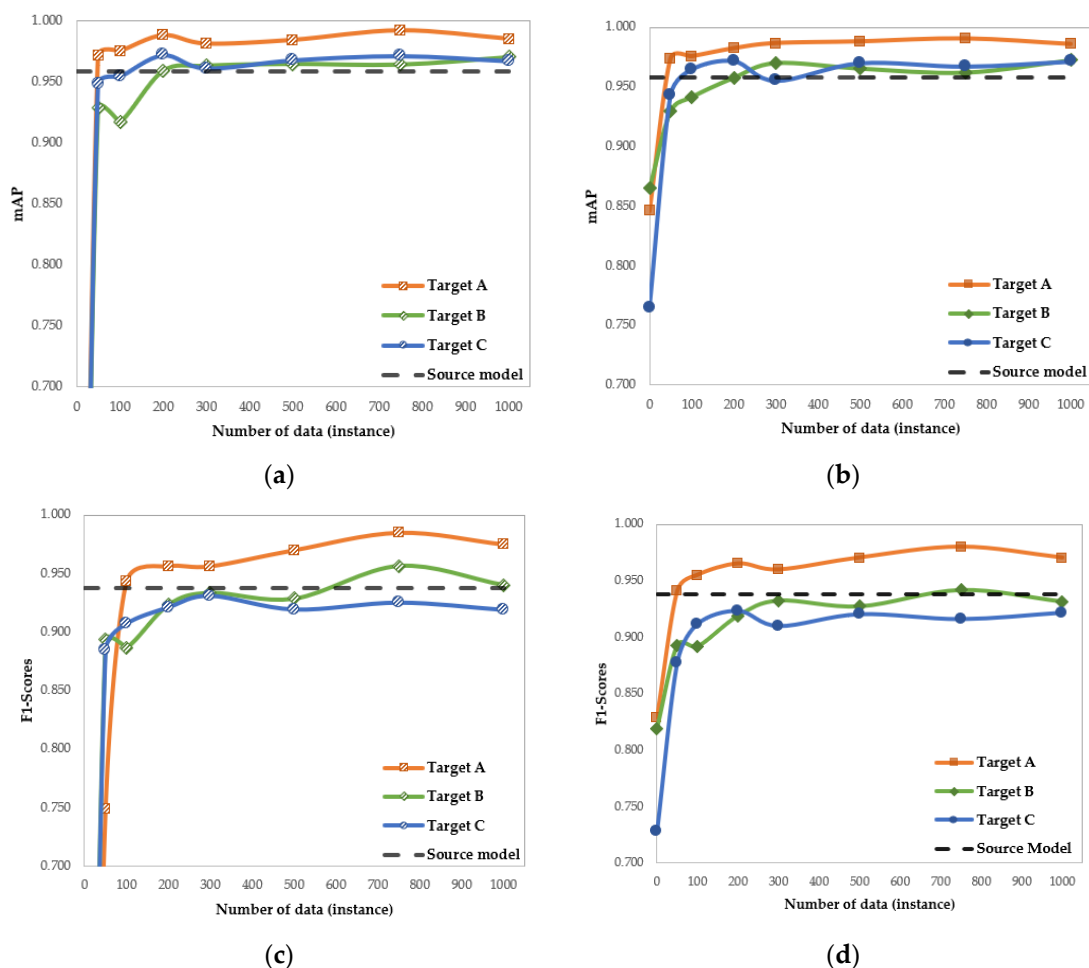 1.000
0.950
0.900
0.850
0.800
0.750
0.700
mAP
0 100 200 300 400 500 600 700 800 900 1000
Number of data (instance)
Target A
Target B
Target C
Source model
(a)
1.000
0.950
0.900
0.850
0.800
0.750
0.700
mAP
0 100 200 300 400 500 600 700 800 900 1000
Number of data (instance)
Target A
Target B
Target C
Source model
(b)
1.000
0.950
0.900
0.850
0.800
0.750
0.700
F1-Scores
0 100 200 300 400 500 600 700 800 900 1000
Number of data (instance)
Target A
Target B
Target C
Source model
(c)
1.000
0.950
0.900
0.850
0.800
0.750
0.700
F1-Scores
0 100 200 300 400 500 600 700 800 900 1000
Number of data (instance)
Target A
Target B
Target C
Source Model
(d)